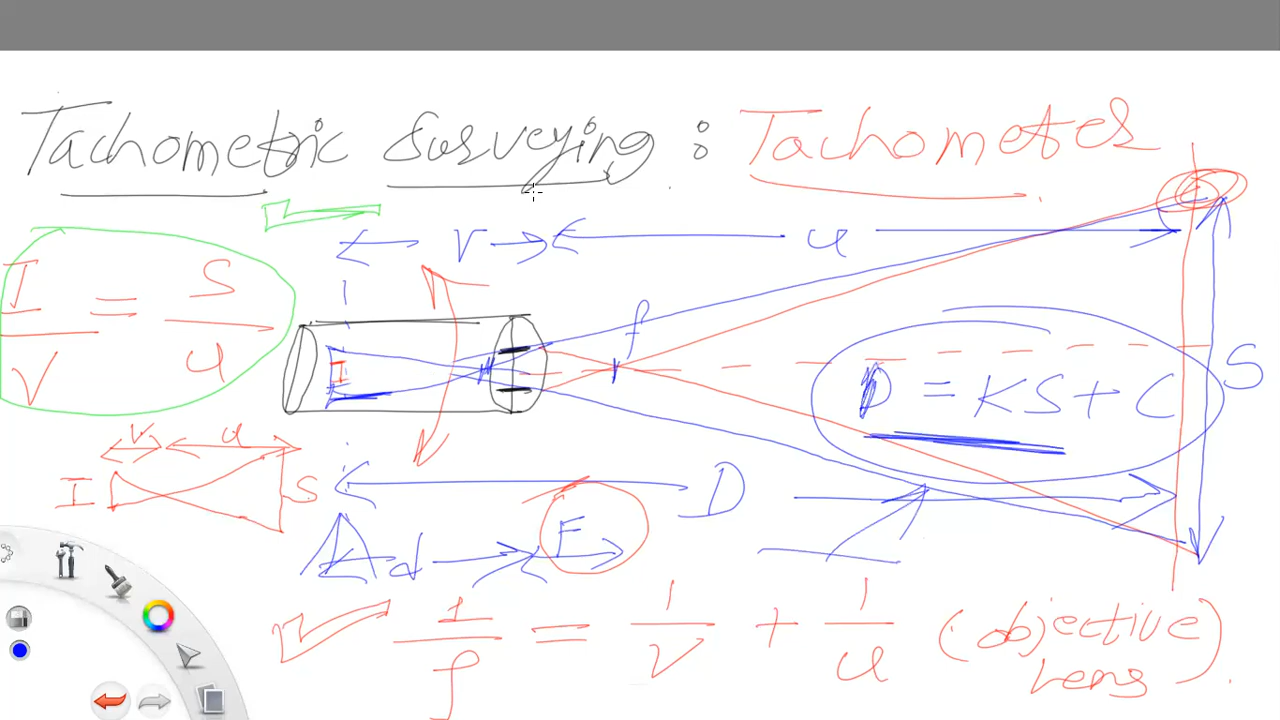 Tachometric Surveying : Tachometer
V u
I/V = S/u
f
I
D = KS + C
S
V u
I S
D
d F
1/f = 1/V + 1/u (objective
lens).